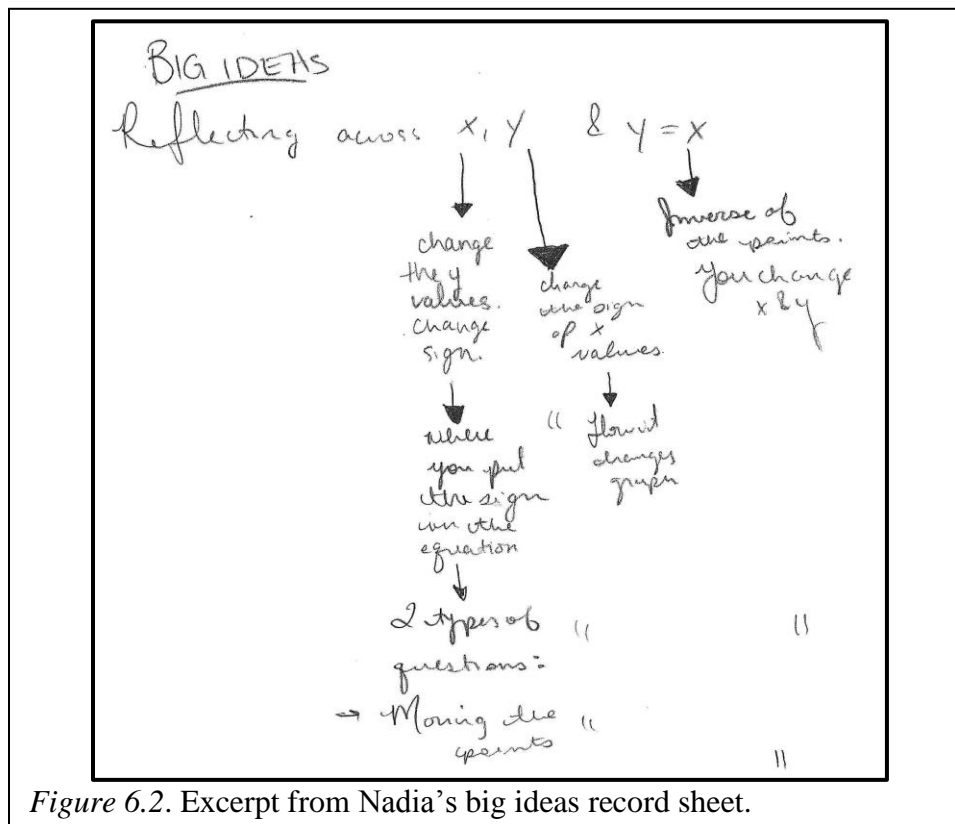 BIG IDEAS
Reflecting across x, y & y = x
change
the y
values.
change
sign.
where
you put
the sign
in the
equation
2 types of
questions:
→ Moving the
points
change
the sign
of x
values.
" How it
changes
graph
"
"
Inverse of
the points.
You change
x & y
"
"
Figure 6.2. Excerpt from Nadia's big ideas record sheet.